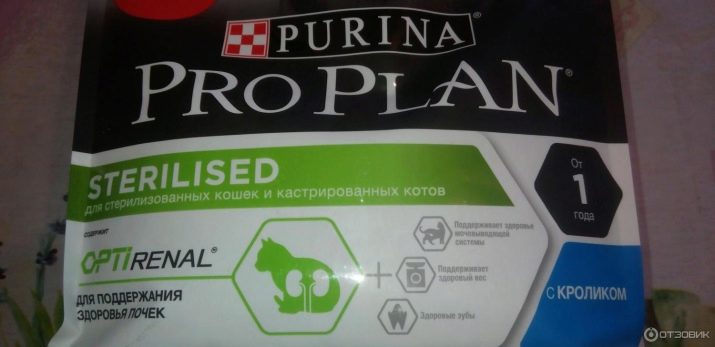 PURINA®
PRO PLAN®
STERILISED
для стерилизованных кошек и кастрированных котов
От
1
года
СОДЕРЖИТ
OPTIRENAL®
ДЛЯ ПОДДЕРЖАНИЯ
ЗДОРОВЬЯ ПОЧЕК
+
Поддерживает здоровье
мочевыводящей
системы
Поддерживает
здоровый вес
Здоровые зубы
С КРОЛИКОМ
ОТЗОВИК